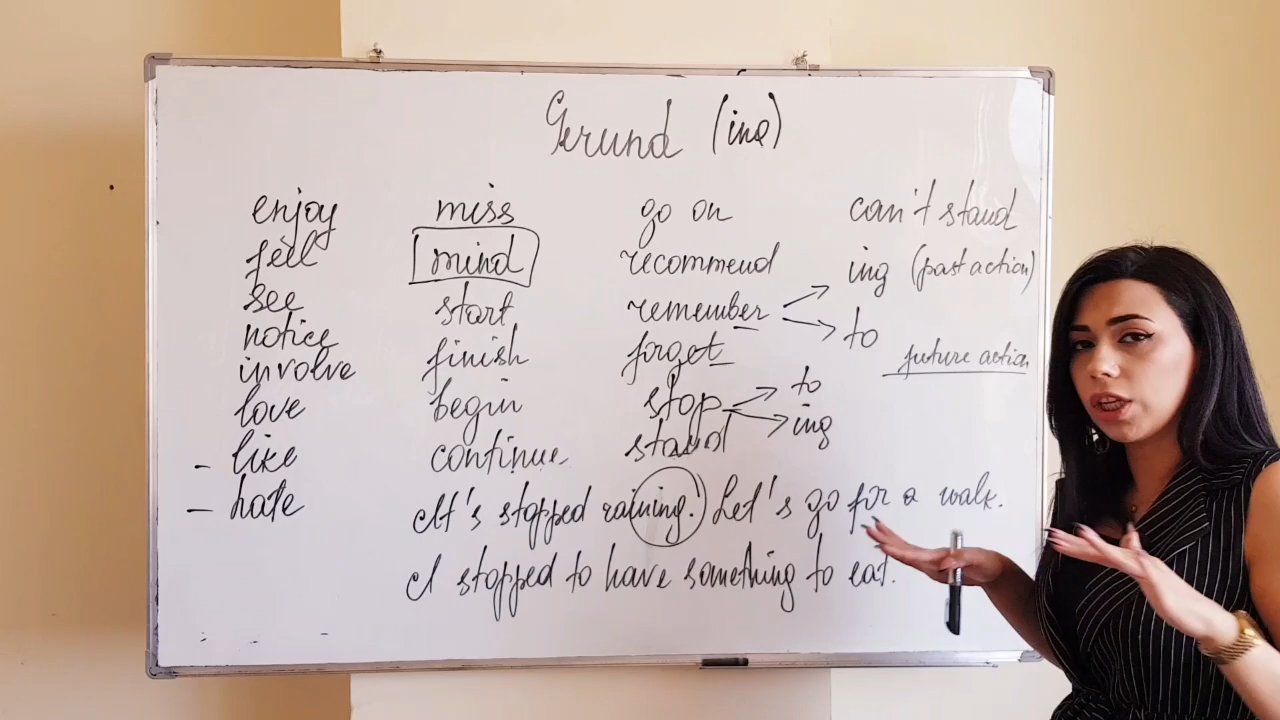 Gerund (ing)
enjoy miss go on can't stand
feel mind recommend ing (past action)
see start remember to
notice finish forget future action
involve begin stop to
love continue stand ing
- like
- hate
It's stopped raining. Let's go for a walk.
I stopped to have something to eat.